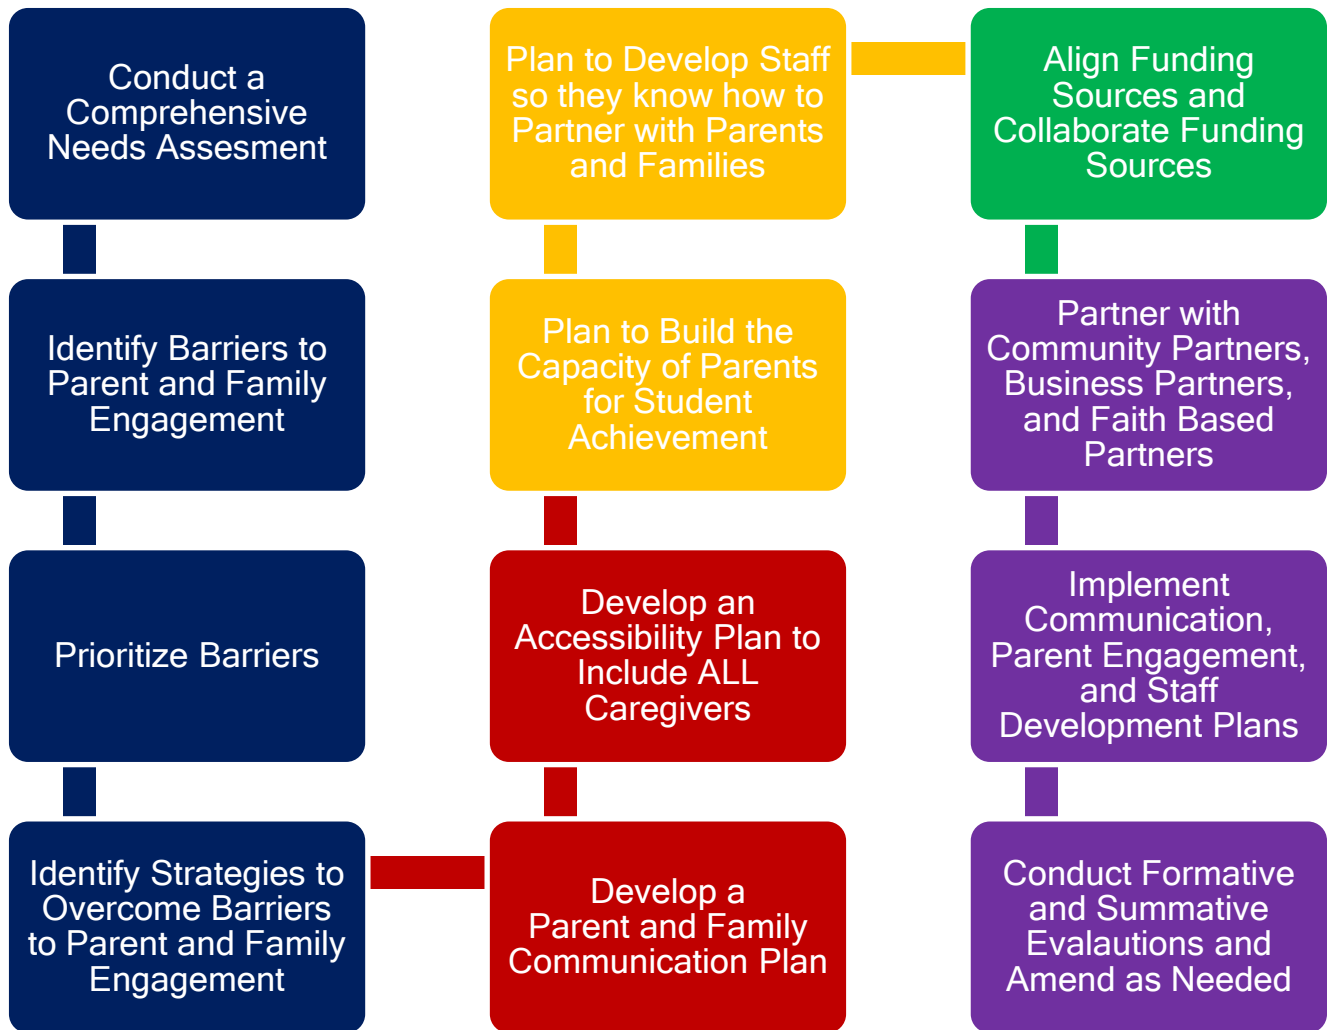 Conduct a
Comprehensive
Needs Assesment
Identify Barriers to
Parent and Family
Engagement
Prioritize Barriers
Identify Strategies to
Overcome Barriers
to Parent and Family
Engagement
Develop a
Parent and Family
Communication Plan
Develop an
Accessibility Plan to
Include ALL
Caregivers
Plan to Build the
Capacity of Parents
for Student
Achievement
Plan to Develop Staff
so they know how to
Partner with Parents
and Families
Align Funding
Sources and
Collaborate Funding
Sources
Partner with
Community Partners,
Business Partners,
and Faith Based
Partners
Implement
Communication,
Parent Engagement,
and Staff
Development Plans
Conduct Formative
and Summative
Evalautions and
Amend as Needed